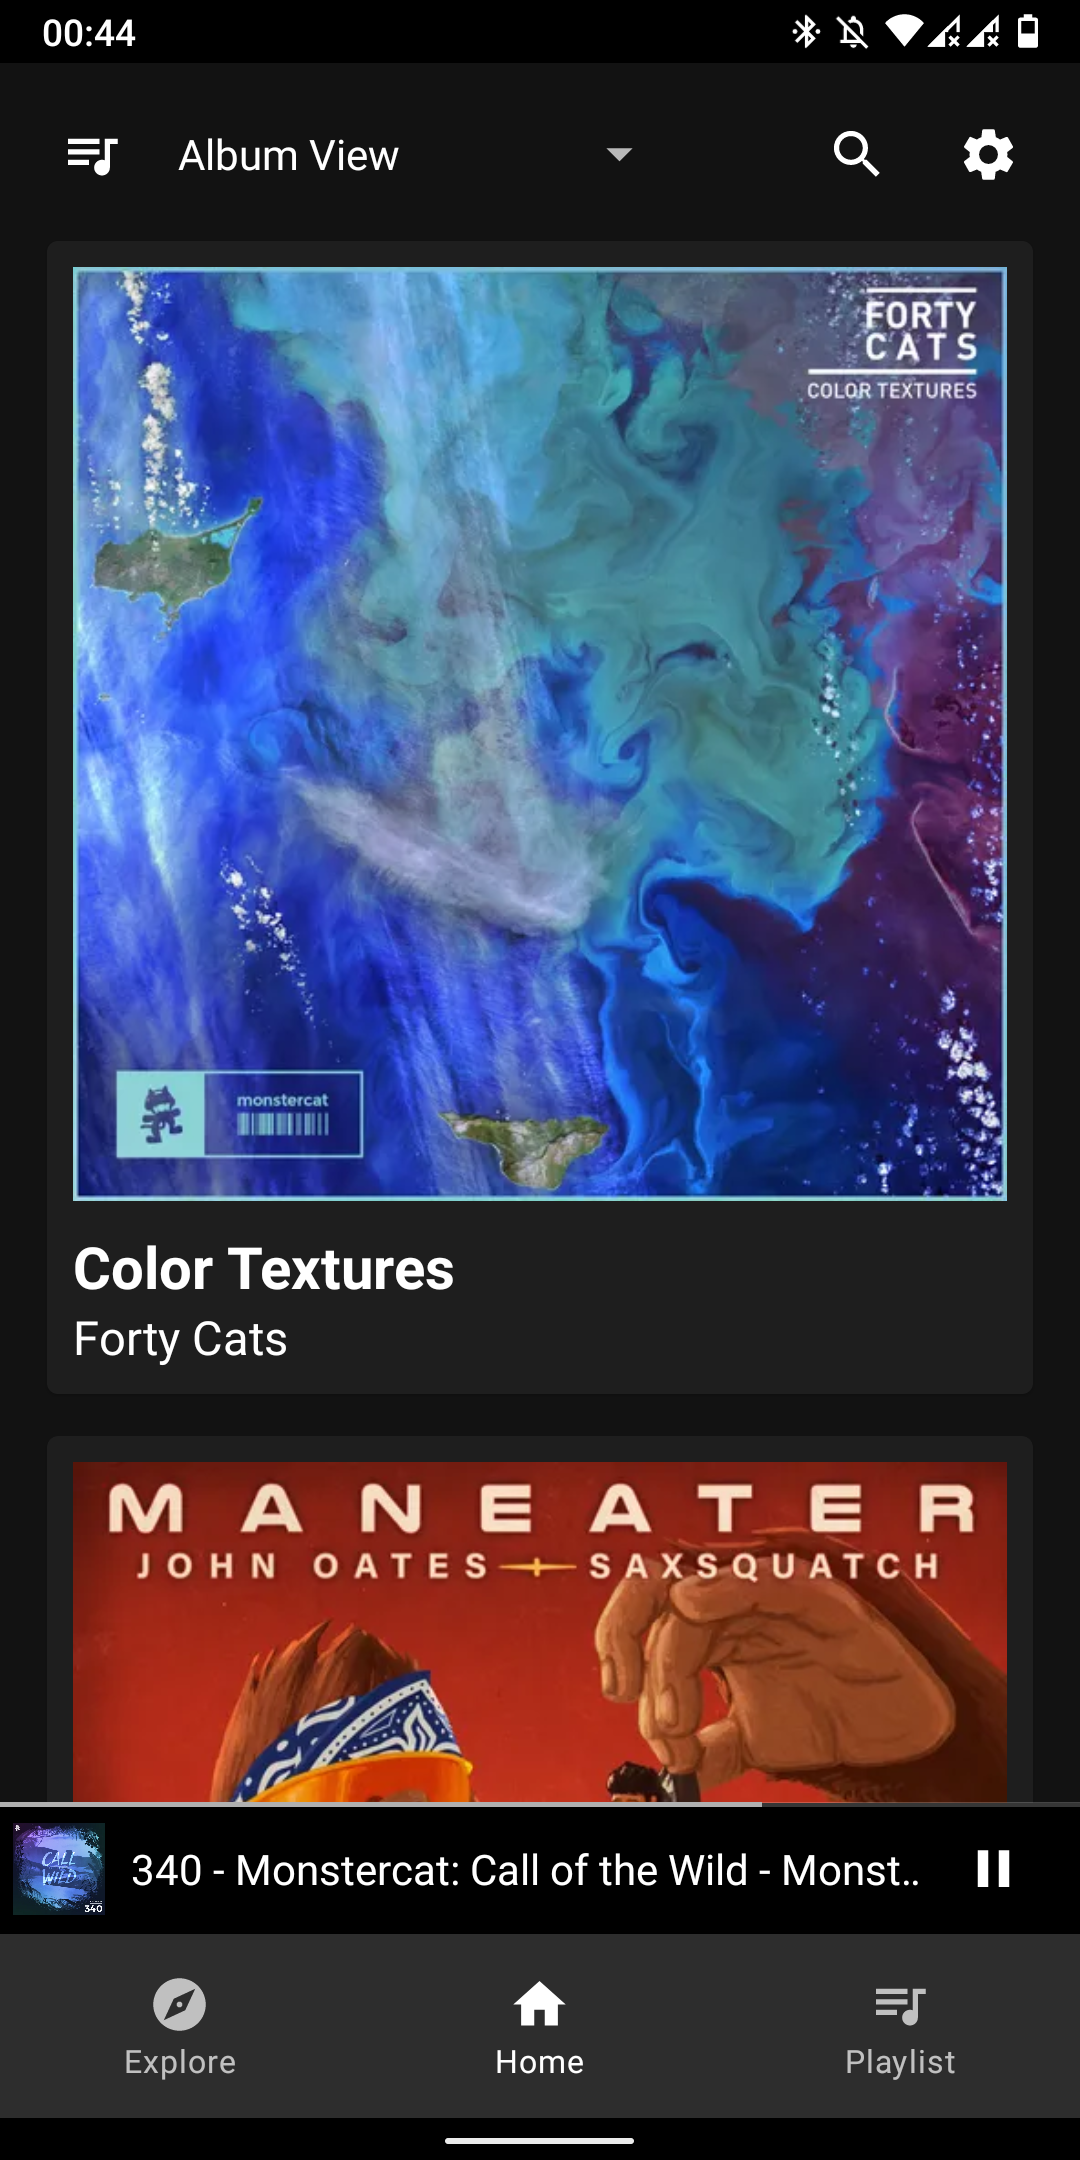 00:44
Album View
FORTY
CATS
COLOR TEXTURES
monstercat
Color Textures
Forty Cats
MANEATER
JOHN OATES SAXSQUATCH
CALL
WILD
340
340 - Monstercat: Call of the Wild - Monst..
Explore
Home
Playlist